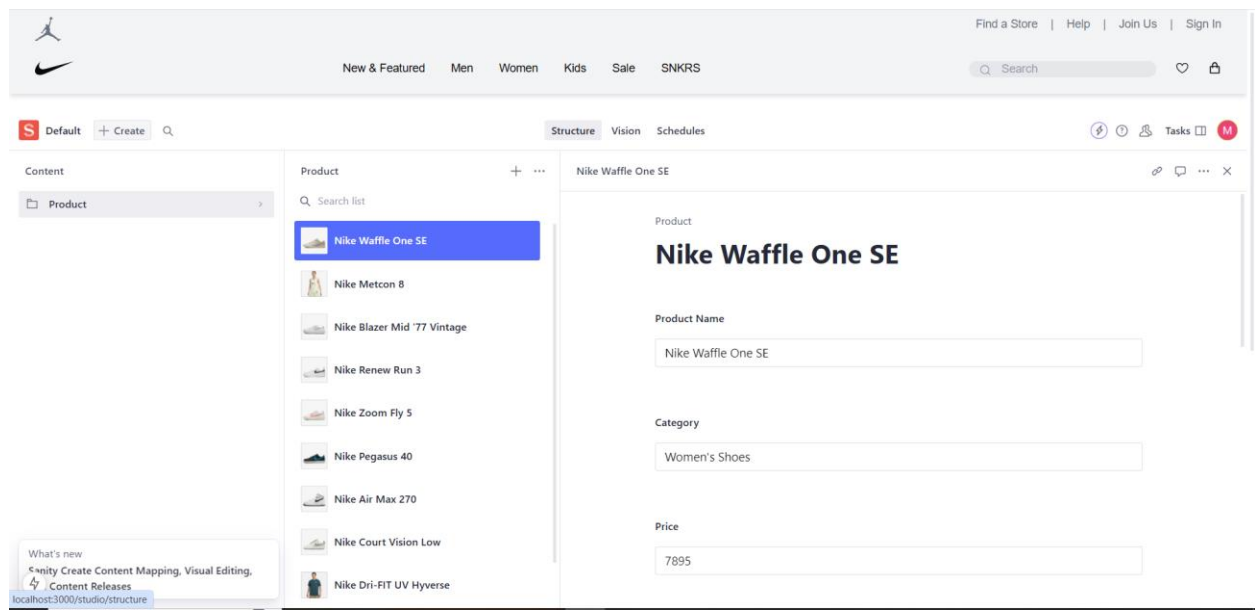 Find a Store | Help | Join Us | Sign In
New & Featured Men Women Kids Sale SNKRS
Search
S Default + Create
Structure Vision Schedules
Tasks M
Content
Product
Product
Search list
Nike Waffle One SE
Nike Metcon 8
Nike Blazer Mid '77 Vintage
Nike Renew Run 3
Nike Zoom Fly 5
Nike Pegasus 40
Nike Air Max 270
Nike Court Vision Low
Nike Dri-FIT UV Hyverse
Nike Waffle One SE
Product
Nike Waffle One SE
Product Name
Nike Waffle One SE
Category
Women's Shoes
Price
7895
What's new
Sanity Create Content Mapping, Visual Editing,
Content Releases
localhost:3000/studio/structure